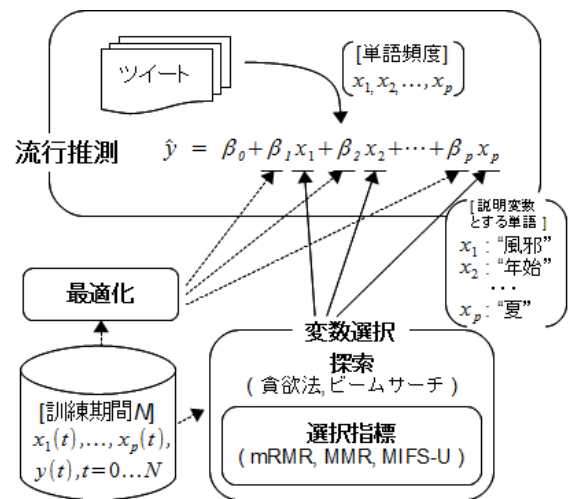 ツイート
[単語頻度]
x1, x2, ..., xp
流行推測
ŷ = β0+β1x1+β2x2+⋯+βpxp
[説明変数
とする単語]
x1:“風邪”
x2:“年始”
...
xp:“夏”
最適化
変数選択
探索
(貪欲法,ビームサーチ)
[訓練期間N]
x1(t),...,xp(t),
y(t),t=0...N
選択指標
(mRMR, MMR, MIFS-U)